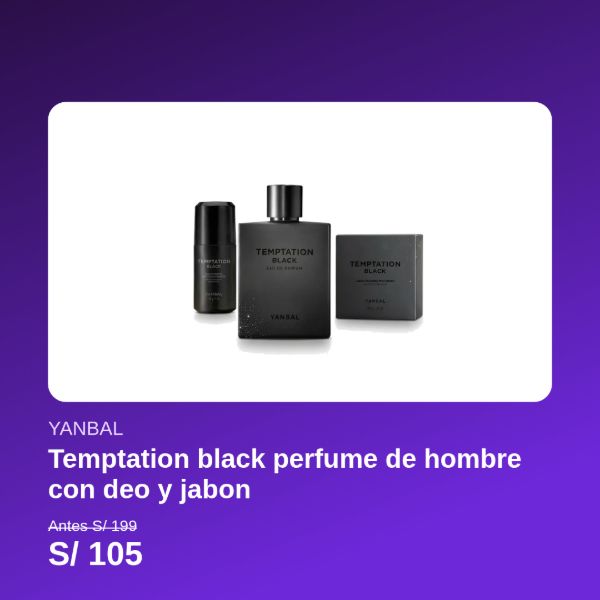 TEMPTATION
BLACK
YANBAL
TEMPTATION
BLACK
EAU DE PARFUM
YANBAL
TEMPTATION
BLACK
YANBAL
YANBAL
Temptation black perfume de hombre
con deo y jabon
Antes S/ 199
S/ 105